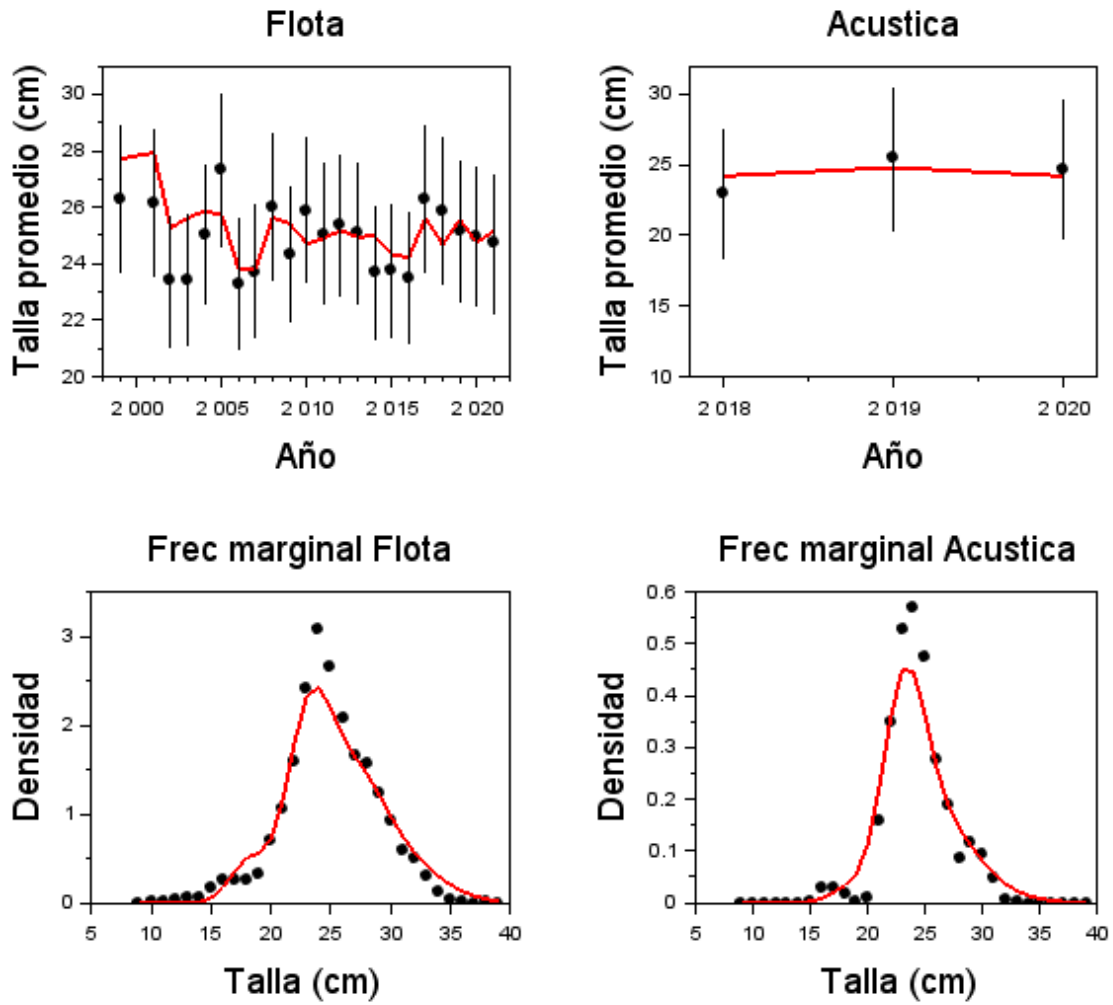 Flota
Talla promedio (cm)
30
28
26
24
22
20
2 000 2 005 2 010 2 015 2 020
Año
Acustica
Talla promedio (cm)
30
25
20
15
10
2 018 2 019 2 020
Año
Frec marginal Flota
Densidad
3
2
1
0
5 10 15 20 25 30 35 40
Talla (cm)
Frec marginal Acustica
Densidad
0.6
0.5
0.4
0.3
0.2
0.1
0
5 10 15 20 25 30 35 40
Talla (cm)